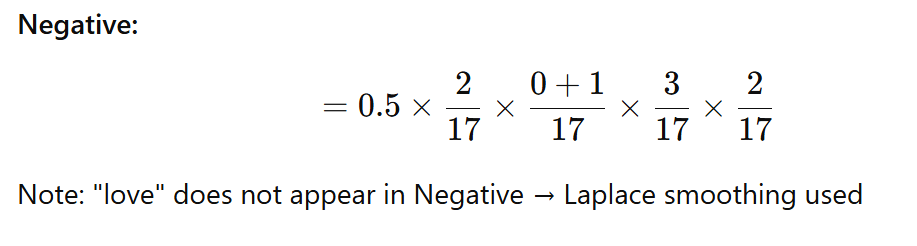 Negative:
= 0.5 × 2/17 × (0 + 1)/17 × 3/17 × 2/17
Note: "love" does not appear in Negative → Laplace smoothing used